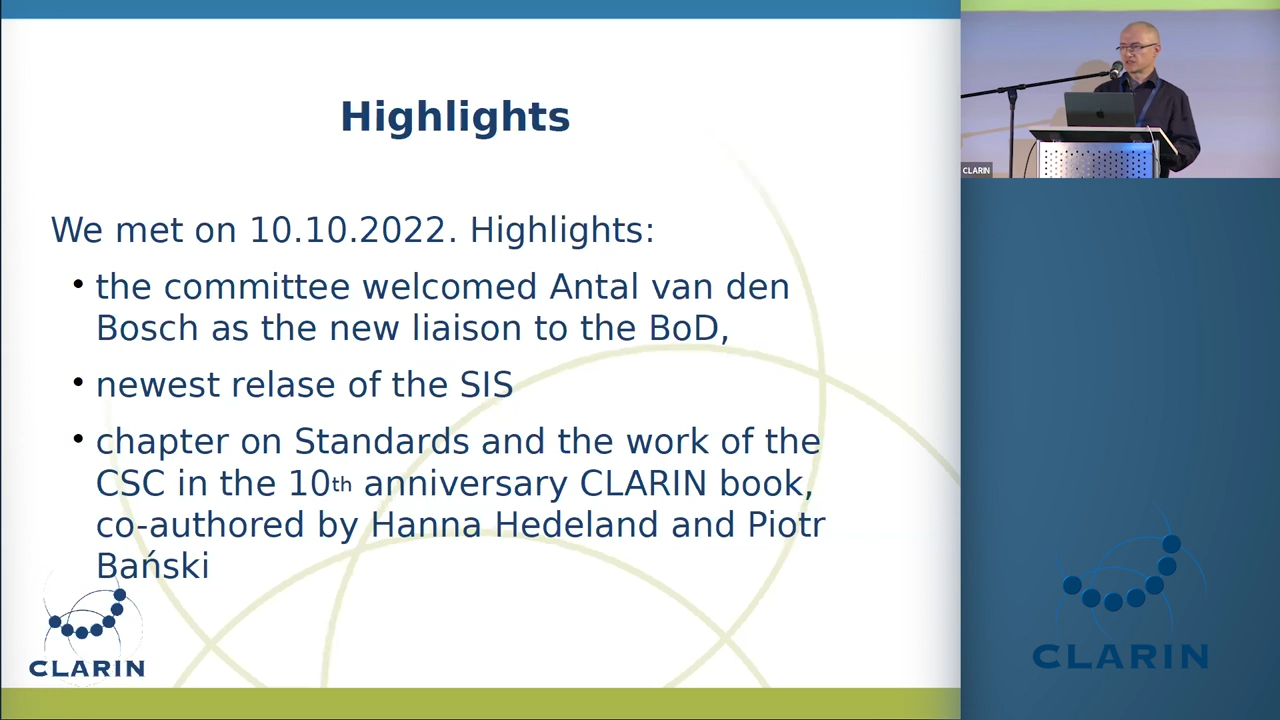 Highlights
We met on 10.10.2022. Highlights:
• the committee welcomed Antal van den
Bosch as the new liaison to the BoD,
• newest relase of the SIS
• chapter on Standards and the work of the
CSC in the 10th anniversary CLARIN book,
co-authored by Hanna Hedeland and Piotr
Bański
CLARIN
CLARIN
CLARIN